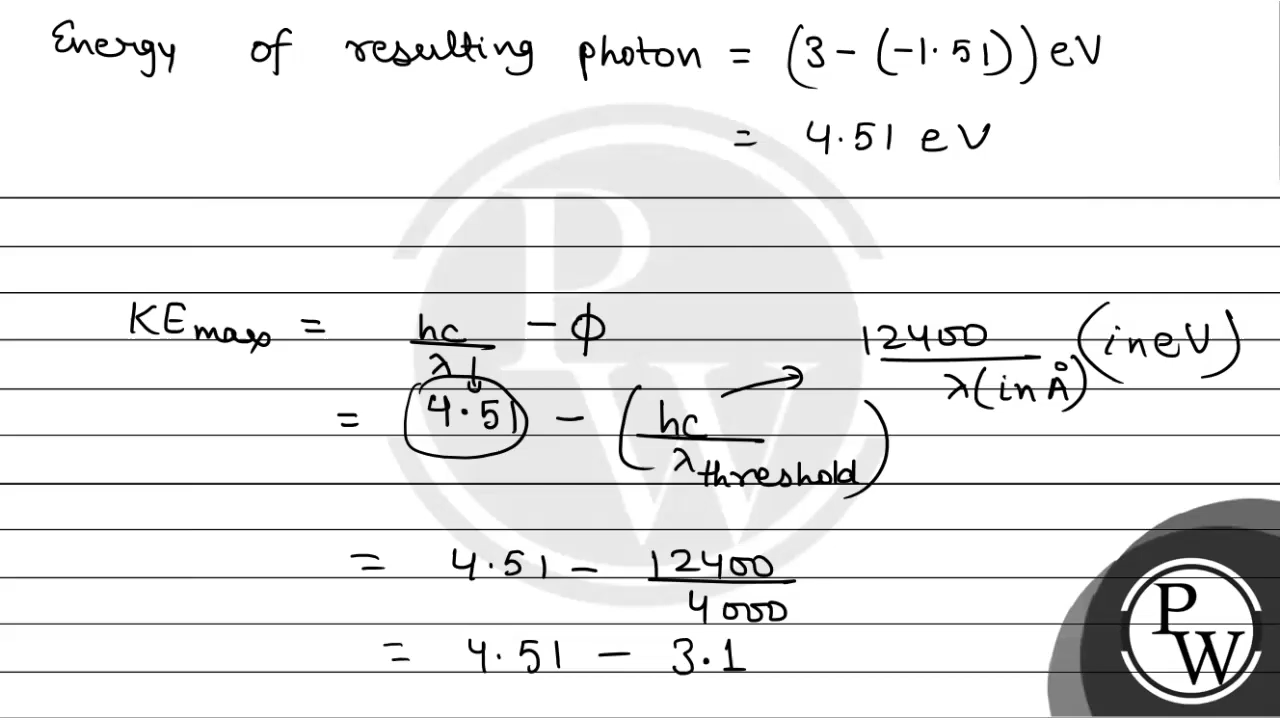 Energy of resulting photon = (3 - (-1.51)) eV
= 4.51 eV
KEmax = hc/λ - ϕ
12400/λ(in Å) (in eV)
= 4.51 - (hc/λthreshold)
= 4.51 - 12400/4000
= 4.51 - 3.1
PW
PW